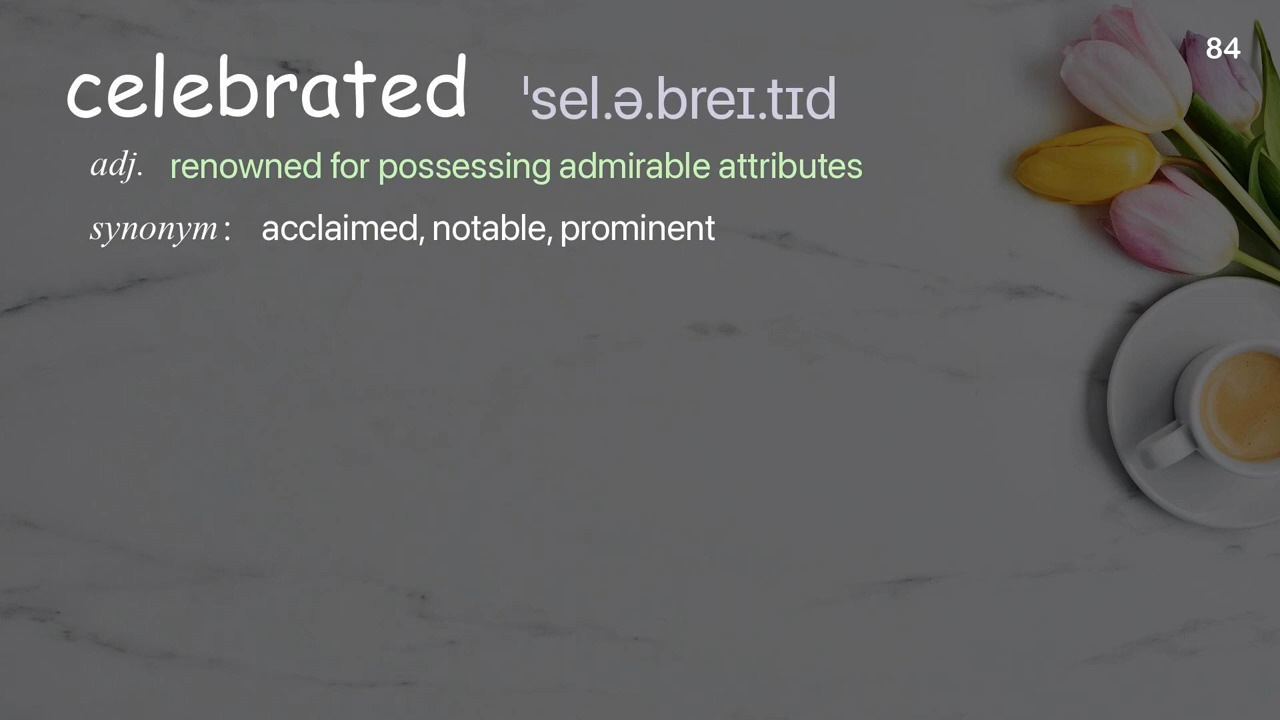 84
celebrated ˈsel.ə.breɪ.tɪd
adj. renowned for possessing admirable attributes
synonym: acclaimed, notable, prominent